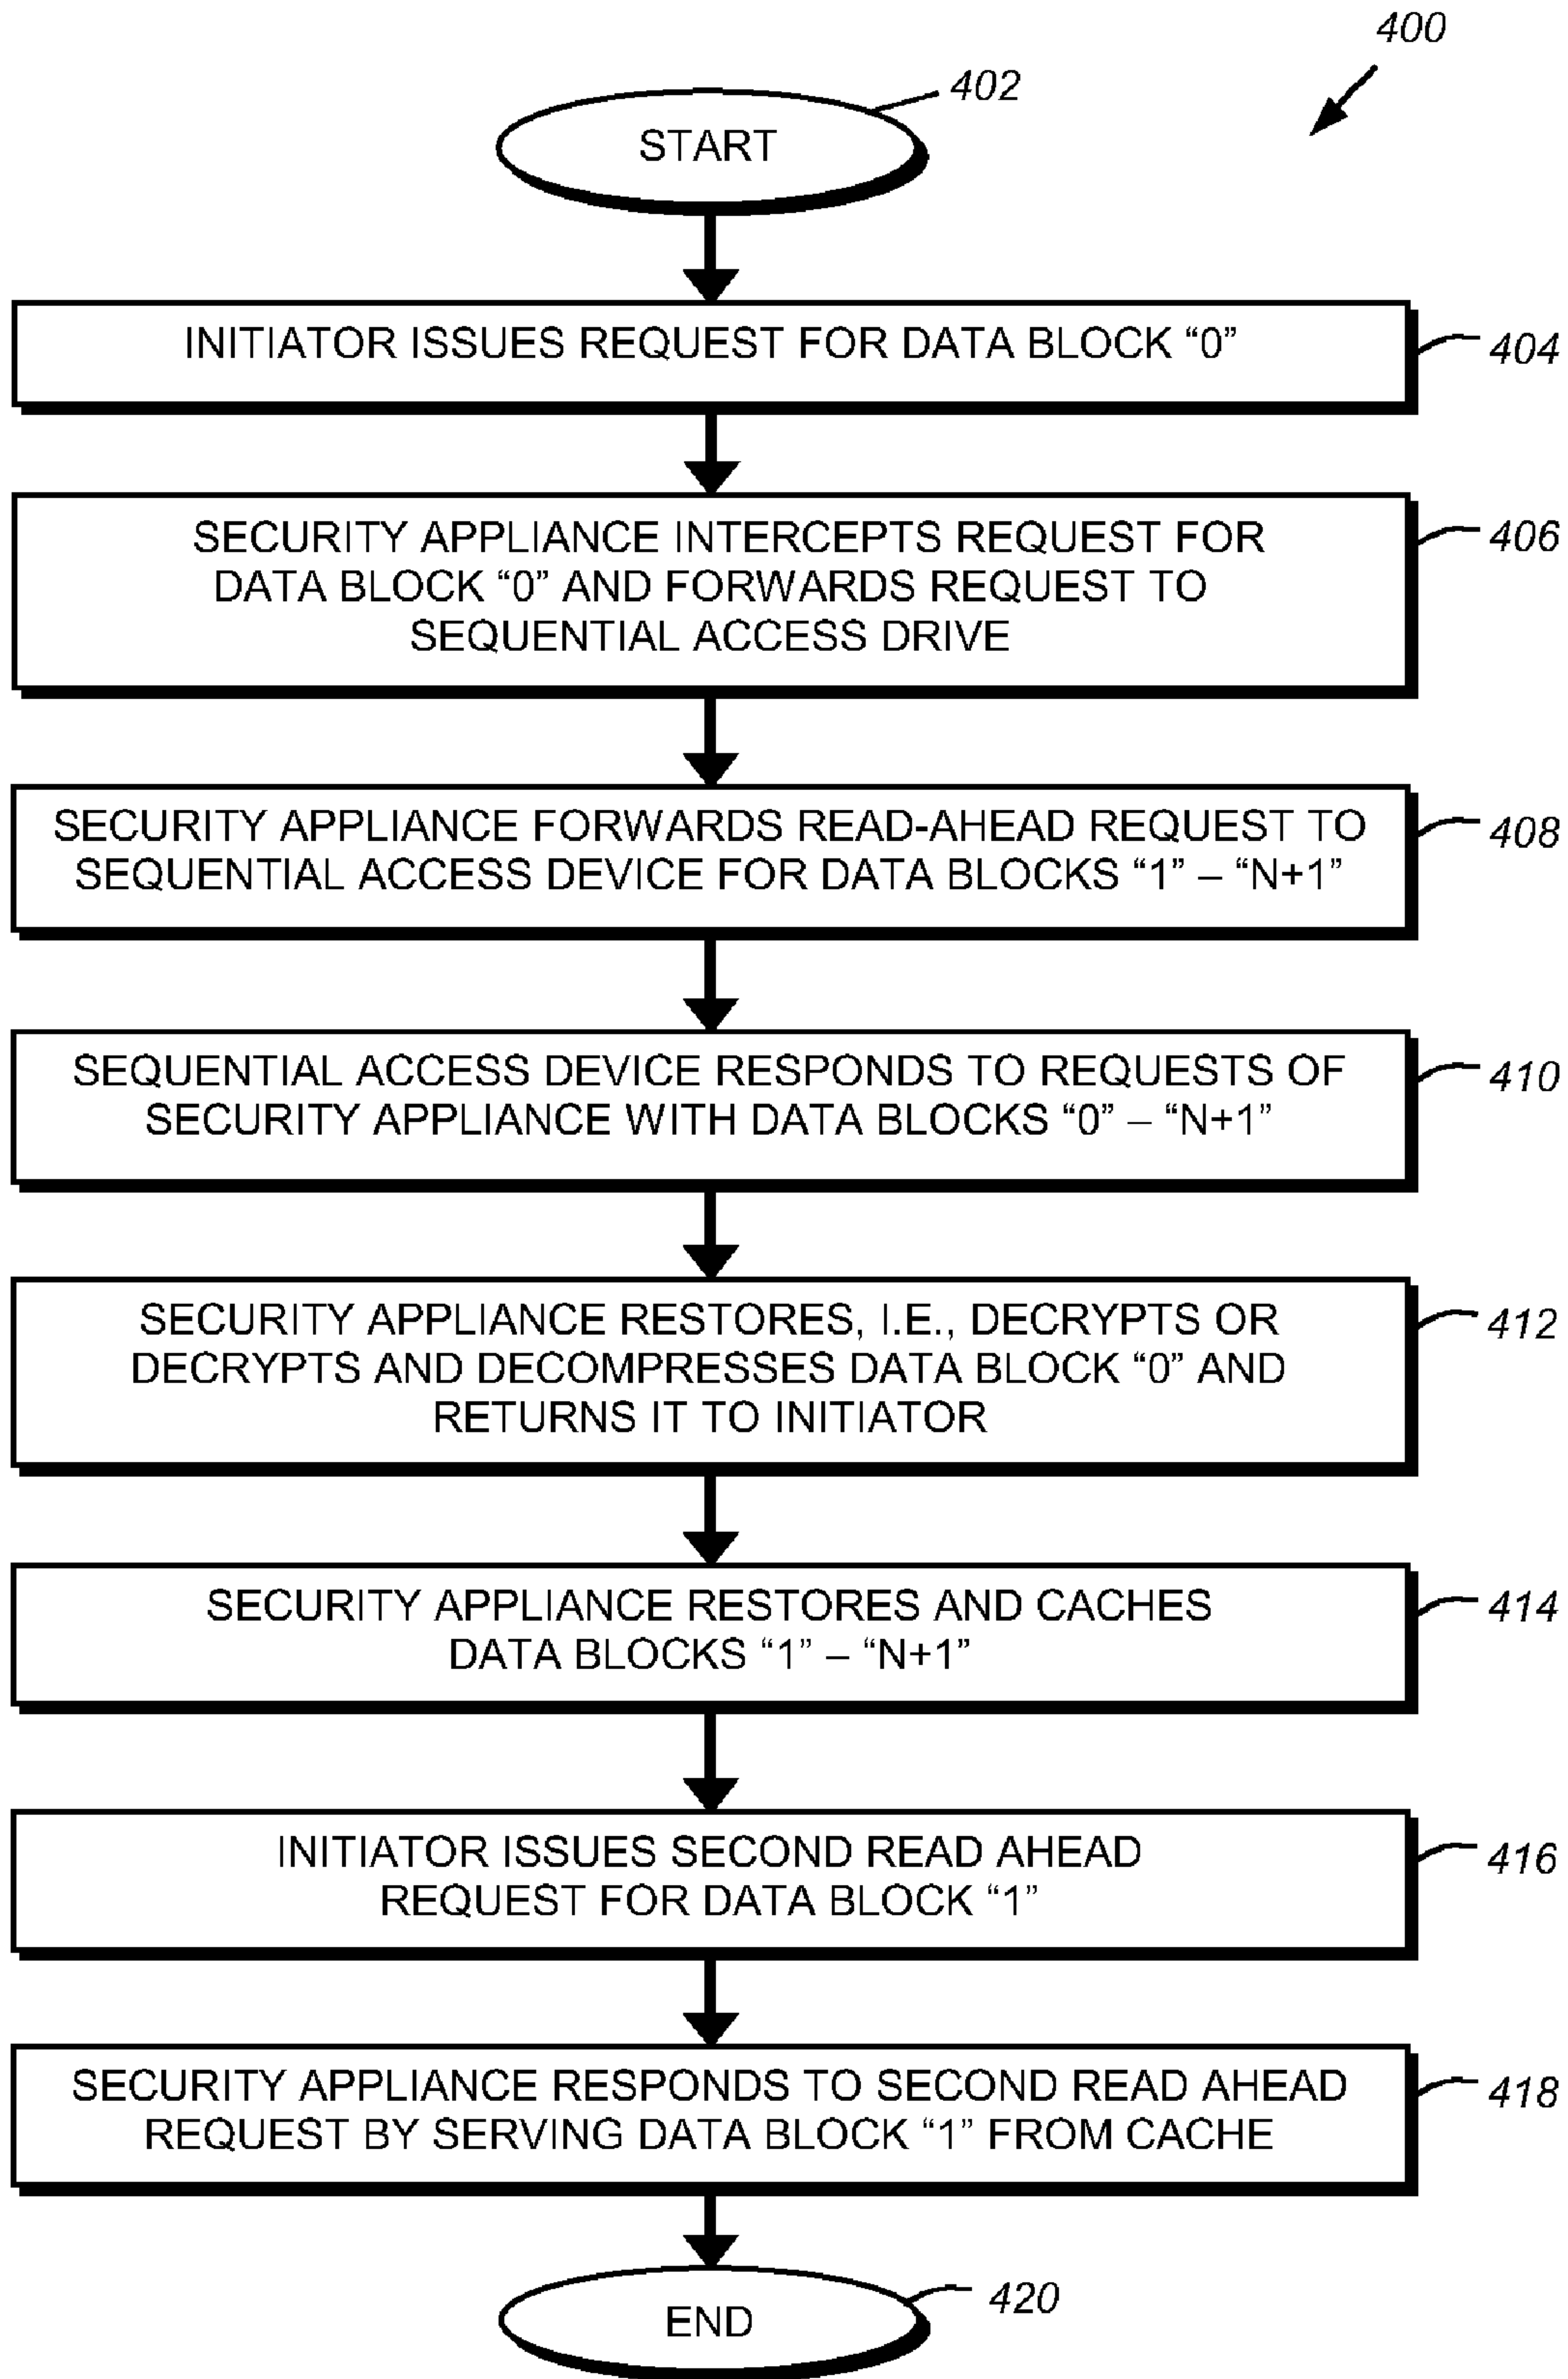 400
402
START
INITIATOR ISSUES REQUEST FOR DATA BLOCK “0”
404
SECURITY APPLIANCE INTERCEPTS REQUEST FOR
DATA BLOCK “0” AND FORWARDS REQUEST TO
SEQUENTIAL ACCESS DRIVE
406
SECURITY APPLIANCE FORWARDS READ-AHEAD REQUEST TO
SEQUENTIAL ACCESS DEVICE FOR DATA BLOCKS “1” – “N+1”
408
SEQUENTIAL ACCESS DEVICE RESPONDS TO REQUESTS OF
SECURITY APPLIANCE WITH DATA BLOCKS “0” – “N+1”
410
SECURITY APPLIANCE RESTORES, I.E., DECRYPTS OR
DECRYPTS AND DECOMPRESSES DATA BLOCK “0” AND
RETURNS IT TO INITIATOR
412
SECURITY APPLIANCE RESTORES AND CACHES
DATA BLOCKS “1” – “N+1”
414
INITIATOR ISSUES SECOND READ AHEAD
REQUEST FOR DATA BLOCK “1”
416
SECURITY APPLIANCE RESPONDS TO SECOND READ AHEAD
REQUEST BY SERVING DATA BLOCK “1” FROM CACHE
418
END
420